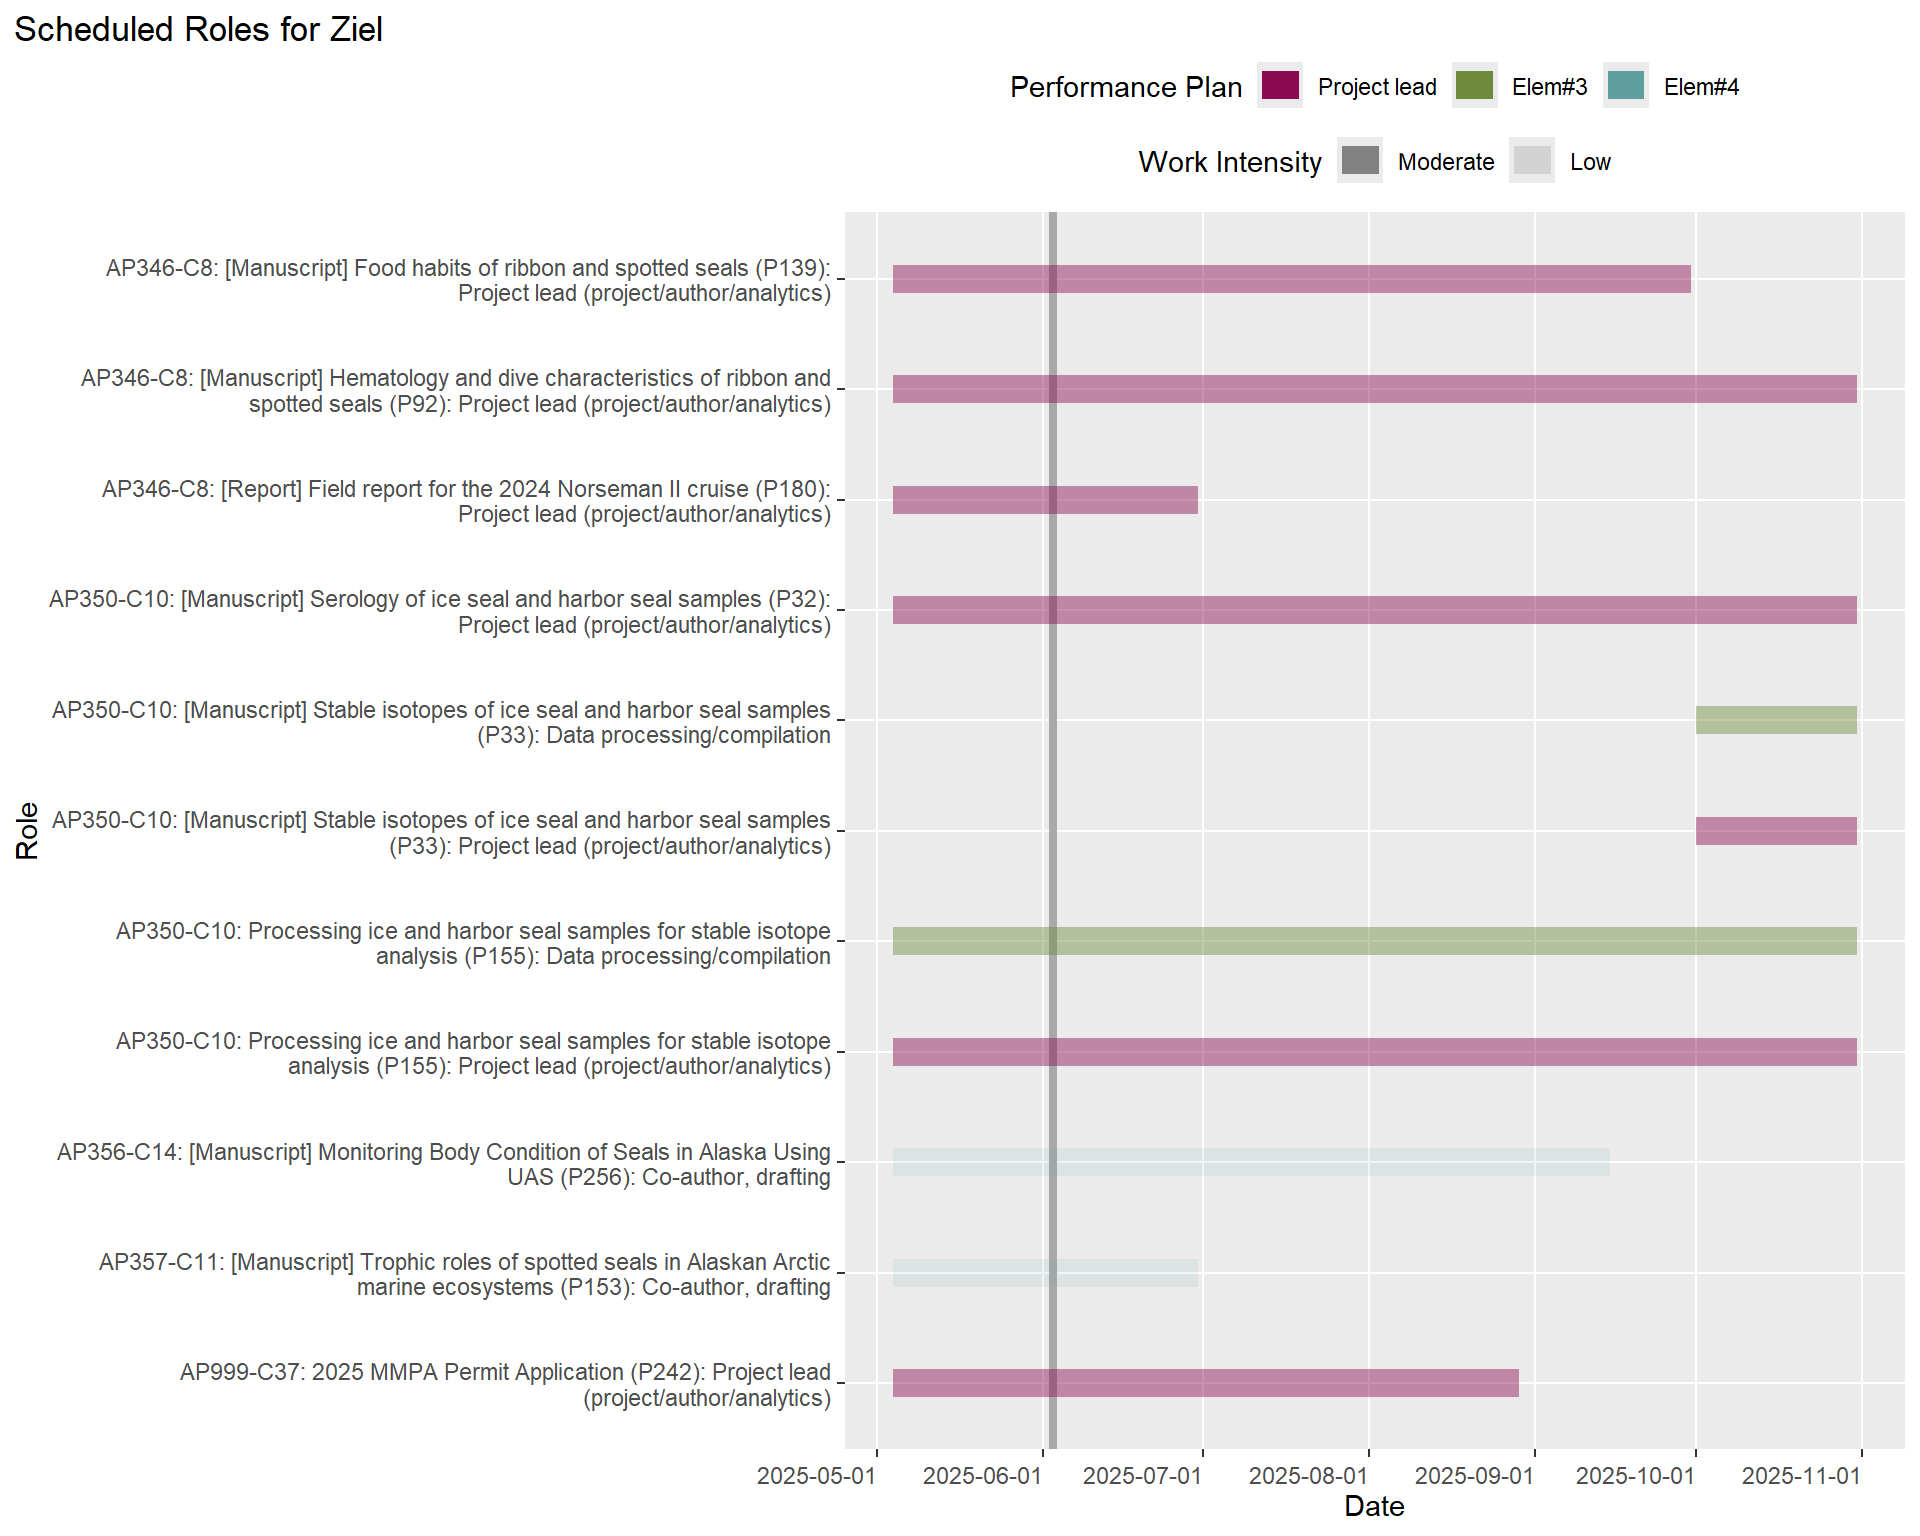 Scheduled Roles for Ziel
Performance Plan Project lead Elem#3 Elem#4
Work Intensity Moderate Low
AP346-C8: [Manuscript] Food habits of ribbon and spotted seals (P139):
Project lead (project/author/analytics)
AP346-C8: [Manuscript] Hematology and dive characteristics of ribbon and
spotted seals (P92): Project lead (project/author/analytics)
AP346-C8: [Report] Field report for the 2024 Norseman II cruise (P180):
Project lead (project/author/analytics)
AP350-C10: [Manuscript] Serology of ice seal and harbor seal samples (P32):
Project lead (project/author/analytics)
AP350-C10: [Manuscript] Stable isotopes of ice seal and harbor seal samples
(P33): Data processing/compilation
AP350-C10: [Manuscript] Stable isotopes of ice seal and harbor seal samples
(P33): Project lead (project/author/analytics)
AP350-C10: Processing ice and harbor seal samples for stable isotope
analysis (P155): Data processing/compilation
AP350-C10: Processing ice and harbor seal samples for stable isotope
analysis (P155): Project lead (project/author/analytics)
AP356-C14: [Manuscript] Monitoring Body Condition of Seals in Alaska Using
UAS (P256): Co-author, drafting
AP357-C11: [Manuscript] Trophic roles of spotted seals in Alaskan Arctic
marine ecosystems (P153): Co-author, drafting
AP999-C37: 2025 MMPA Permit Application (P242): Project lead
(project/author/analytics)
Role
2025-05-01 2025-06-01 2025-07-01 2025-08-01 2025-09-01 2025-10-01 2025-11-01
Date